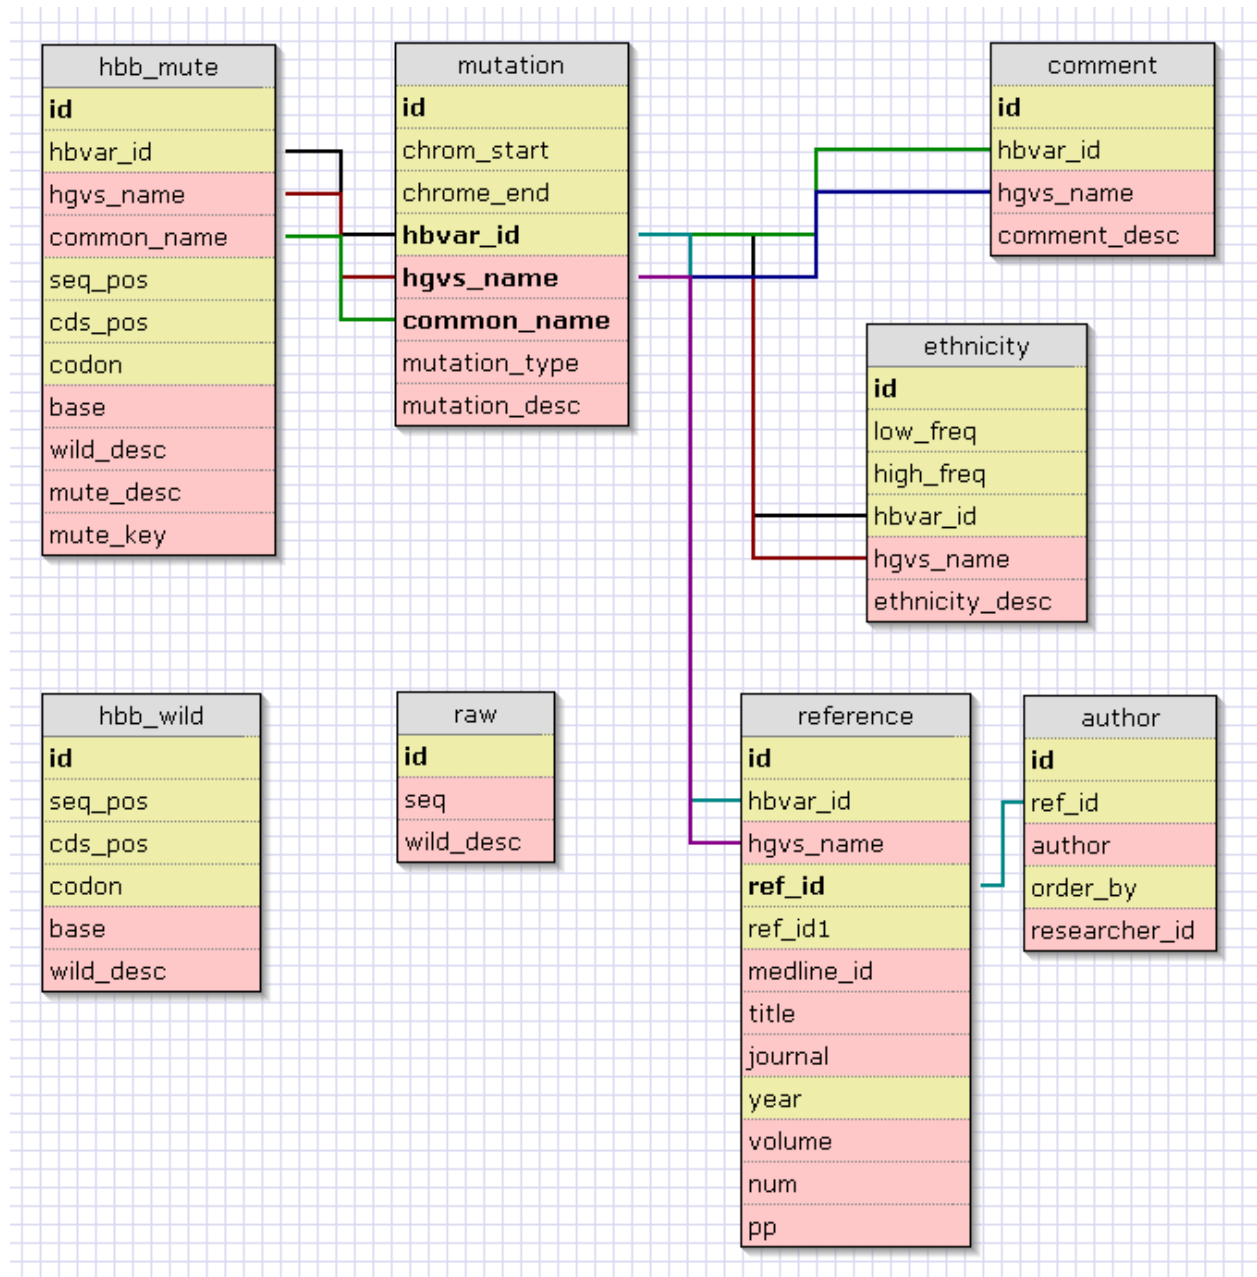 hbb_mute
id
hbvar_id
hgvs_name
common_name
seq_pos
cds_pos
codon
base
wild_desc
mute_desc
mute_key
mutation
id
chrom_start
chrome_end
hbvar_id
hgvs_name
common_name
mutation_type
mutation_desc
comment
id
hbvar_id
hgvs_name
comment_desc
ethnicity
id
low_freq
high_freq
hbvar_id
hgvs_name
ethnicity_desc
hbb_wild
id
seq_pos
cds_pos
codon
base
wild_desc
raw
id
seq
wild_desc
reference
id
hbvar_id
hgvs_name
ref_id
ref_id1
medline_id
title
journal
year
volume
num
pp
author
id
ref_id
author
order_by
researcher_id